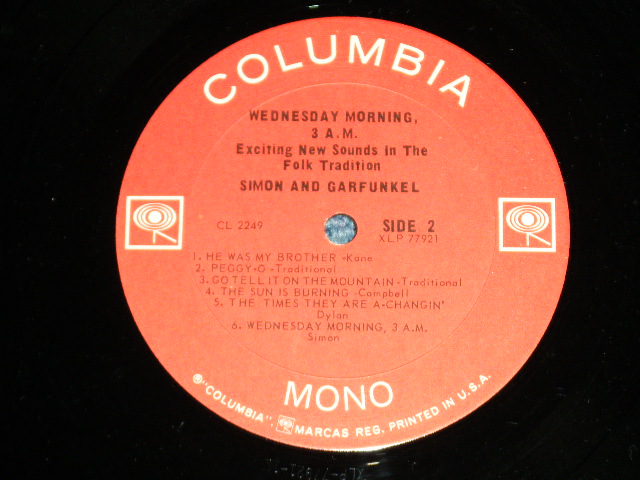 COLUMBIA
WEDNESDAY MORNING,
3 A.M.
Exciting New Sounds In The
Folk Tradition
SIMON AND GARFUNKEL
CL 2249
SIDE 2
XLP 77921
1. HE WAS MY BROTHER -Kane
2. PEGGY-O -Traditional
3. GO TELL IT ON THE MOUNTAIN -Traditional
4. THE SUN IS BURNING -Campbell
5. THE TIMES THEY ARE A-CHANGIN'
Dylan
6. WEDNESDAY MORNING, 3 A.M.
Simon
MONO
®"COLUMBIA", MARCAS REG. PRINTED IN U.S.A.